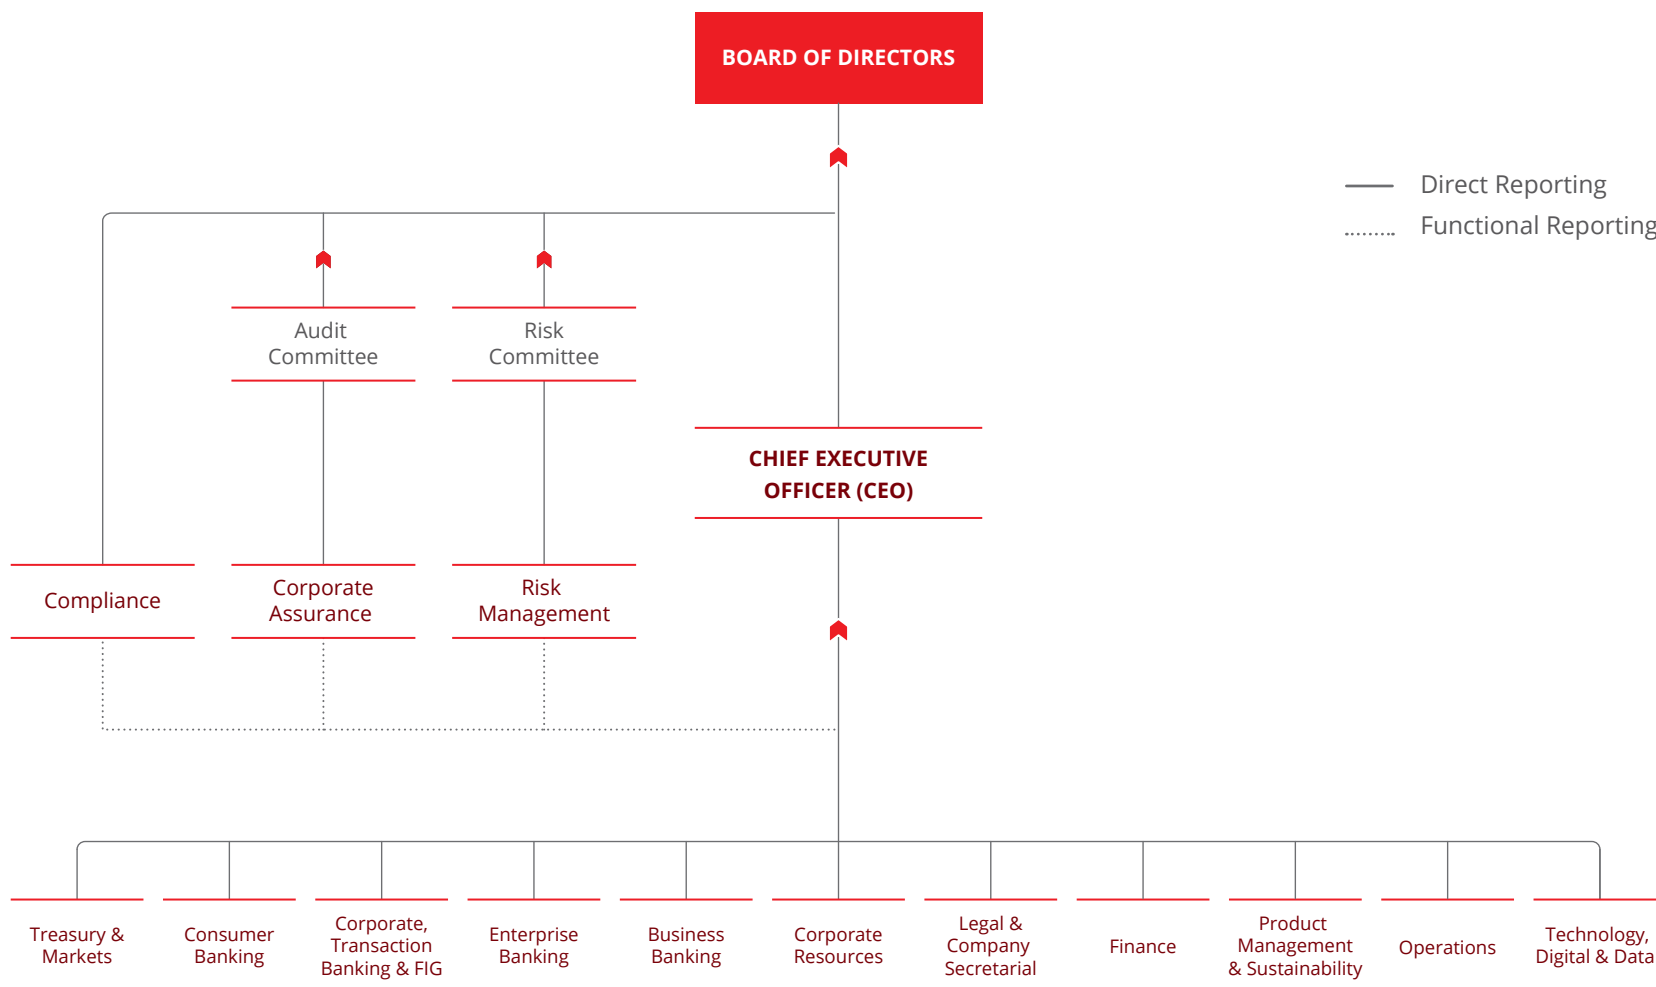 BOARD OF DIRECTORS
Direct Reporting
Functional Reporting
Audit
Committee
Risk
Committee
CHIEF EXECUTIVE
OFFICER (CEO)
Compliance
Corporate
Assurance
Risk
Management
Treasury &
Markets
Consumer
Banking
Corporate,
Transaction
Banking & FIG
Enterprise
Banking
Business
Banking
Corporate
Resources
Legal &
Company
Secretarial
Finance
Product
Management
& Sustainability
Operations
Technology,
Digital & Data